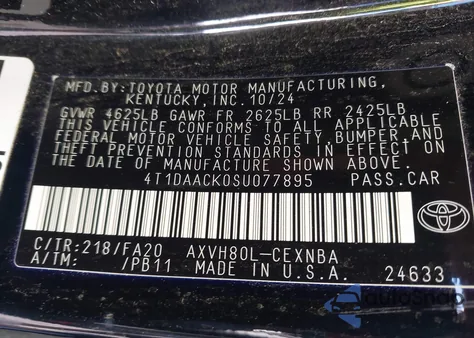 MFD.BY:TOYOTA MOTOR MANUFACTURING,
KENTUCKY, INC. 10/24
GVWR 4625LB GAWR FR 2625LB RR 2425LB
THIS VEHICLE CONFORMS TO ALL APPLICABLE
FEDERAL MOTOR VEHICLE SAFETY, BUMPER, AND
THEFT PREVENTION STANDARDS IN EFFECT ON
THE DATE OF MANUFACTURE SHOWN ABOVE.
4T1DAACK0SU077895 PASS.CAR
C/TR:218/FA20 AXVH80L-CEXNBA
A/TM: /PB11 MADE IN U.S.A. 24633
TOYOTA
autoSnap